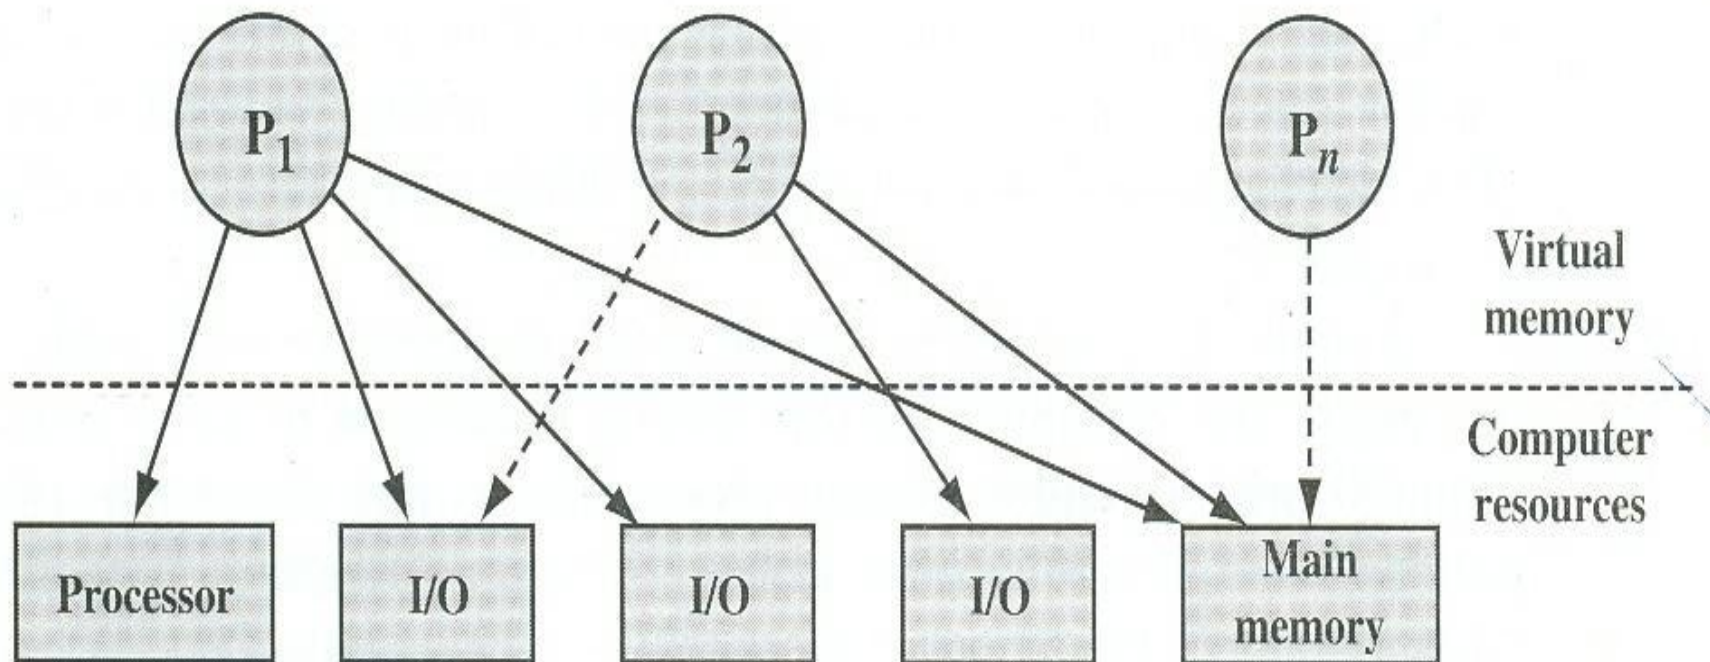 P1
P2
Pn
Virtual
memory
Computer
resources
Processor
I/O
I/O
I/O
Main
memory